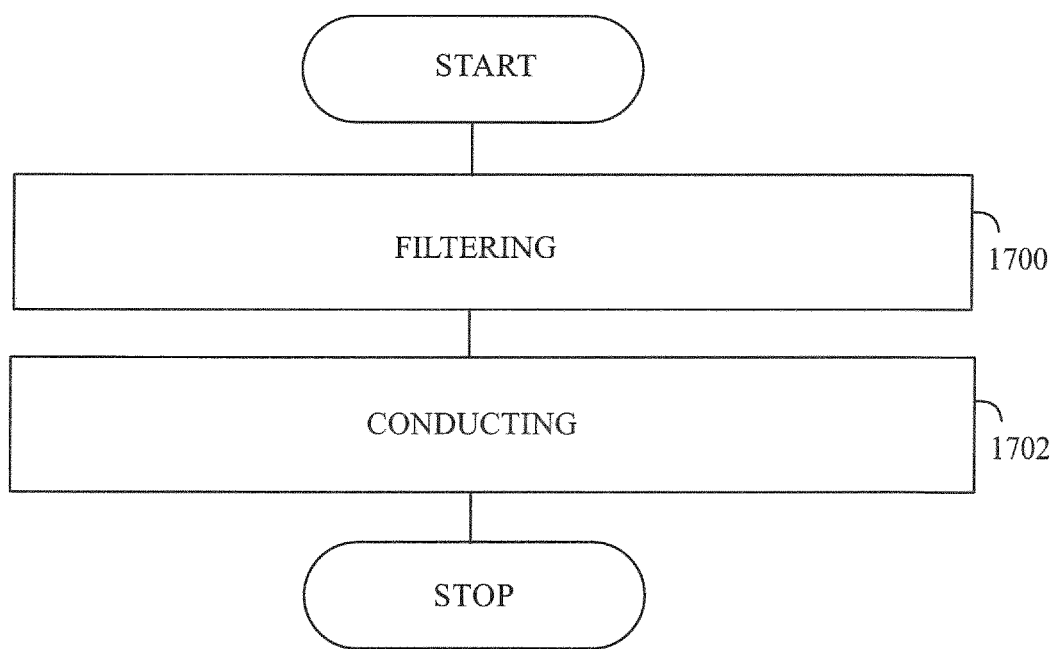 START
FILTERING
1700
CONDUCTING
1702
STOP